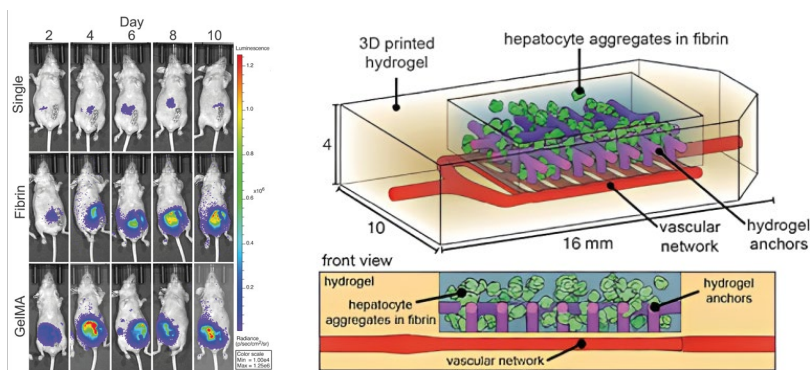 Day
2 4 6 8 10
Single
Fibrin
GelMA
Luminescence
1.2
1.0
0.8
0.6
x10⁶
0.4
0.2
Radiance
(p/sec/cm²/sr)
Color scale
Min = 1.00e4
Max = 1.25e6
3D printed
hydrogel
hepatocyte aggregates in fibrin
4
10
16 mm
hydrogel
anchors
vascular
network
front view
hydrogel
hepatocyte
aggregates in fibrin
hydrogel
anchors
vascular network